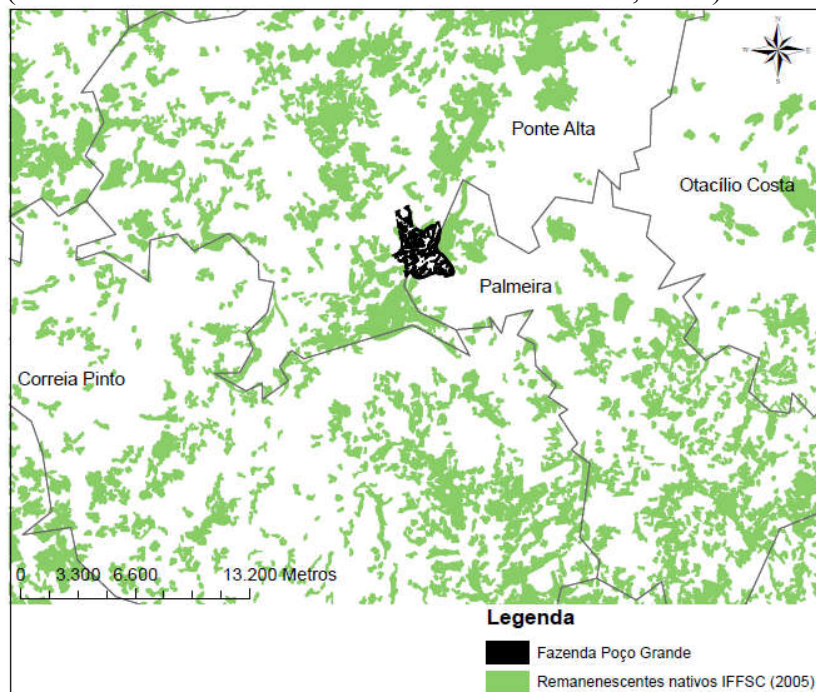 N
W E
S
Ponte Alta
Otacílio Costa
Palmeira
Correia Pinto
0 3.300 6.600 13.200 Metros
Legenda
Fazenda Poço Grande
Remanenescentes nativos IFFSC (2005)